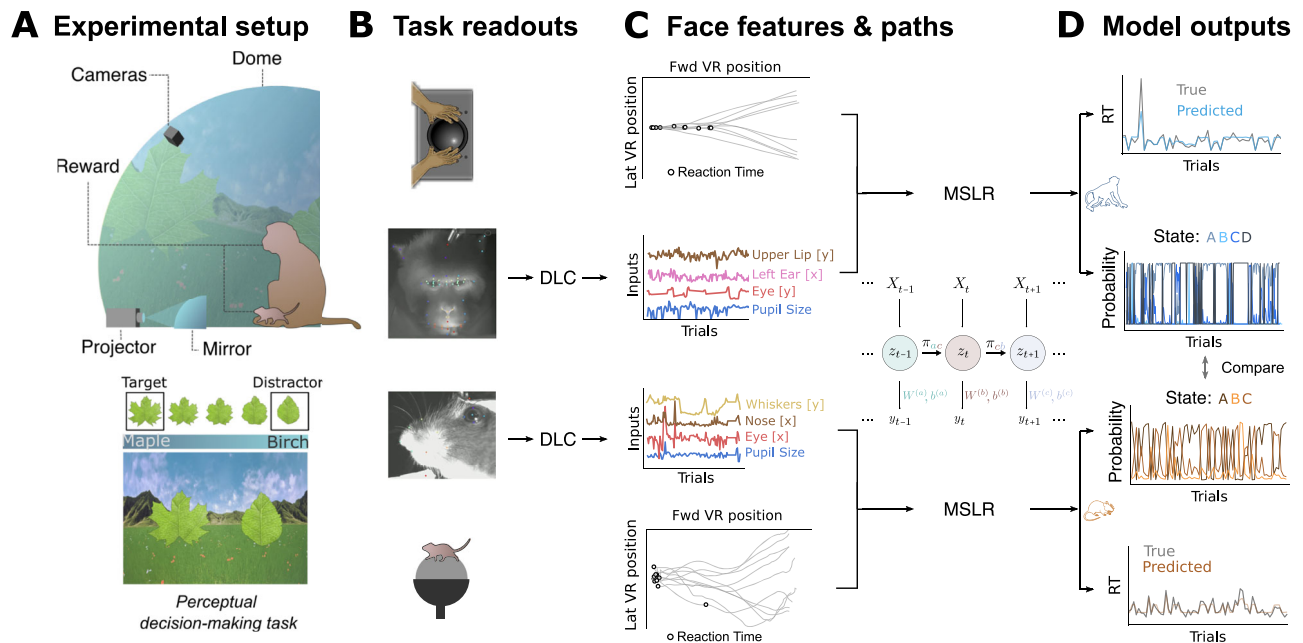 A Experimental setup
Dome
Cameras
Reward
Projector
Mirror
Target
Distractor
Maple
Birch
Perceptual
decision-making task
B Task readouts
DLC
DLC
C Face features & paths
Fwd VR position
Lat VR position
Reaction Time
Inputs
Upper Lip [y]
Left Ear [x]
Eye [y]
Pupil Size
Trials
Inputs
Whiskers [y]
Nose [x]
Eye [x]
Pupil Size
Trials
Fwd VR position
Lat VR position
Reaction Time
MSLR
... X_{t-1} X_t X_{t+1} ...
... z_{t-1} π_{ac} z_t π_{cb} z_{t+1} ...
W^{(a)}, b^{(a)} W^{(b)}, b^{(b)} W^{(c)}, b^{(c)}
... y_{t-1} y_t y_{t+1} ...
MSLR
D Model outputs
True
Predicted
RT
Trials
State: A B C D
Probability
Trials
Compare
State: A B C
Probability
Trials
True
Predicted
RT
Trials